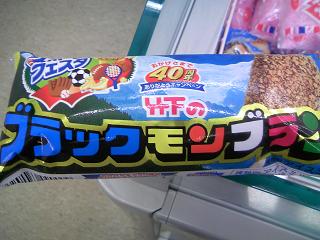 フェスタ
おかげさまで
40周年
ありがとうキャンペーン
竹下の
ブラックモンブラン